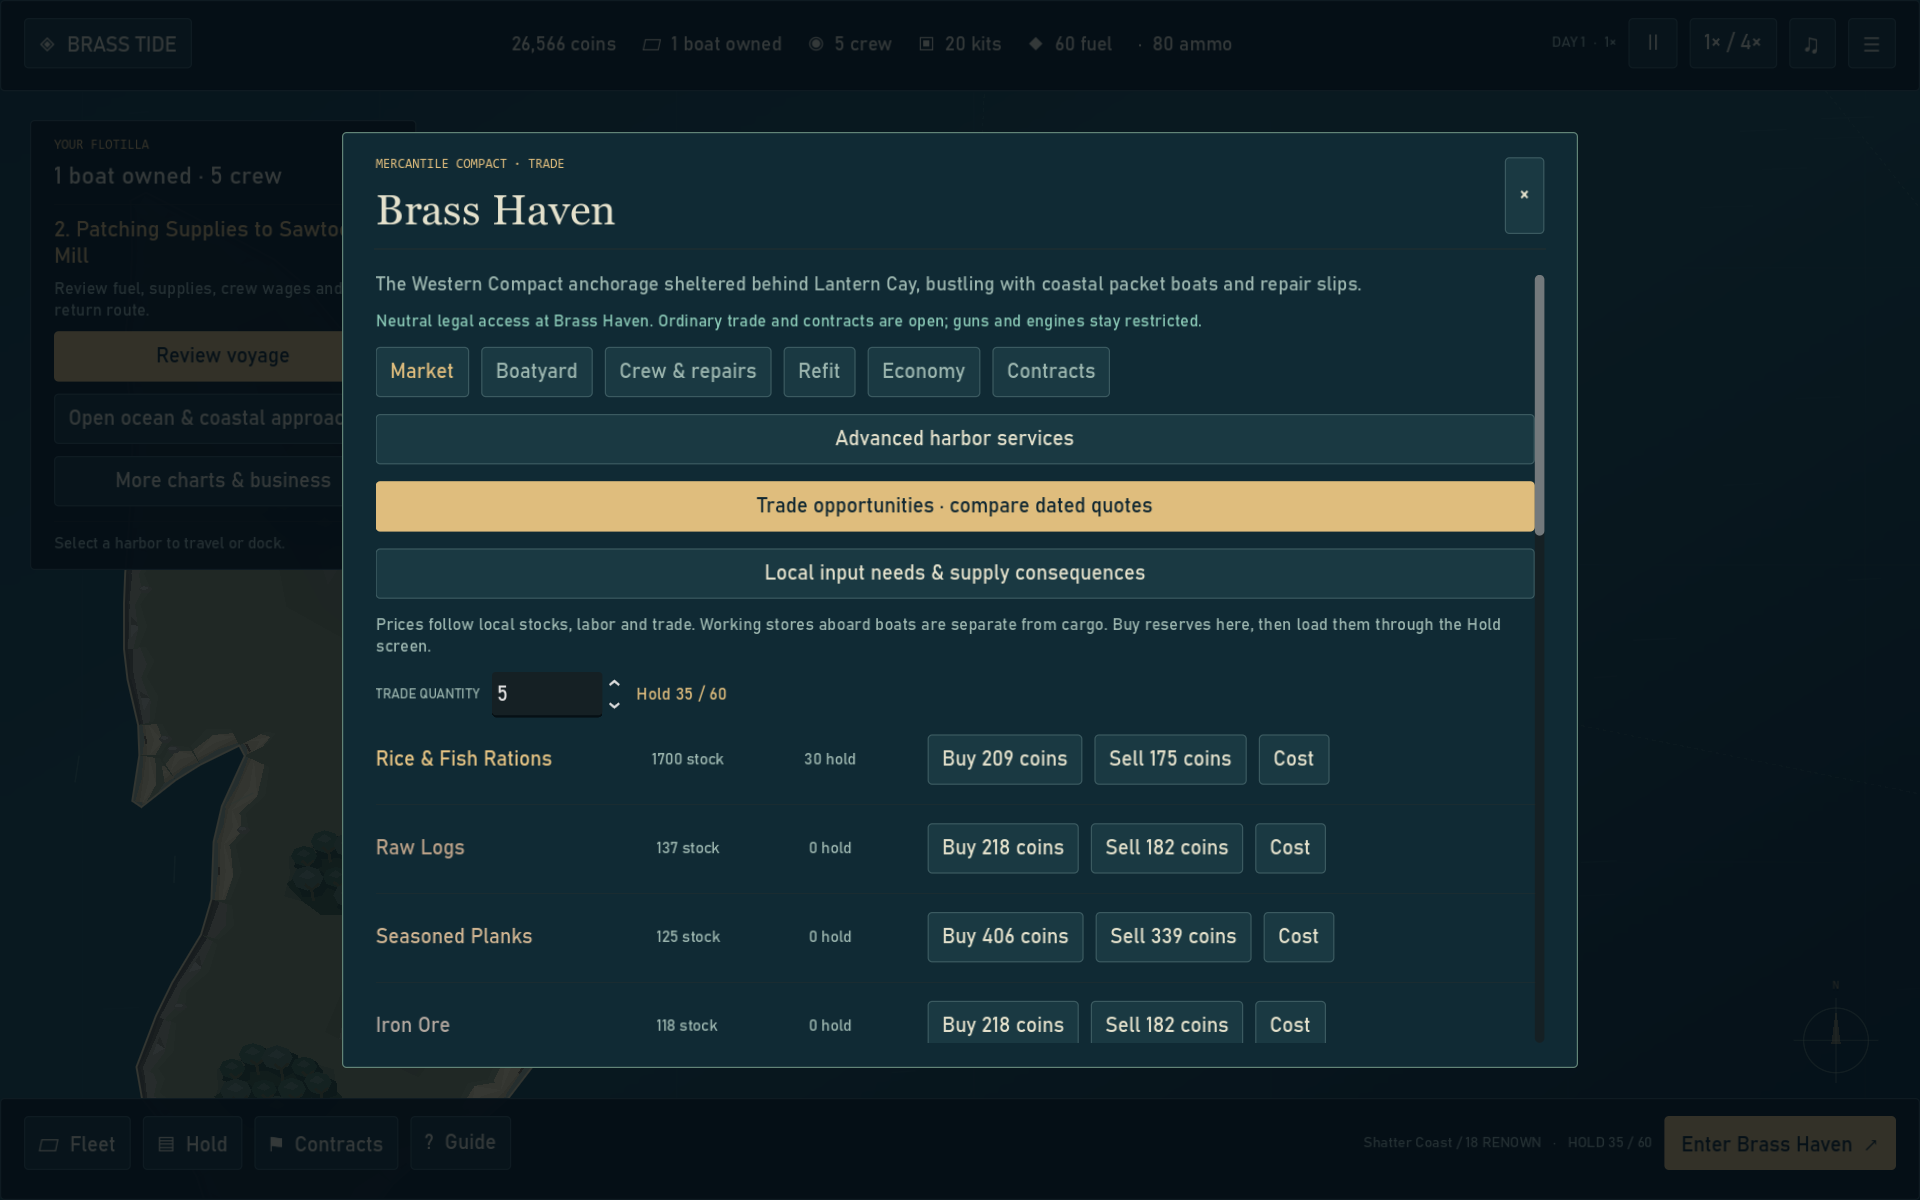 BRASS TIDE
26,566 coins
1 boat owned
5 crew
20 kits
60 fuel
· 80 ammo
DAY 1 · 1×
1× / 4×
YOUR FLOTILLA
1 boat owned · 5 crew
2. Patching Supplies to
Mill
Review fuel, supplies, crew wages and
return route.
Review voyage
Open ocean & coastal
More charts & business
Select a harbor to travel or dock.
MERCANTILE COMPACT · TRADE
Brass Haven
×
The Western Compact anchorage sheltered behind Lantern Cay, bustling with coastal packet boats and repair slips.
Neutral legal access at Brass Haven. Ordinary trade and contracts are open; guns and engines stay restricted.
Market
Boatyard
Crew & repairs
Refit
Economy
Contracts
Advanced harbor services
Trade opportunities · compare dated quotes
Local input needs & supply consequences
Prices follow local stocks, labor and trade. Working stores aboard boats are separate from cargo. Buy reserves here, then load them through the Hold
screen.
TRADE QUANTITY 5 Hold 35 / 60
Rice & Fish Rations 1700 stock 30 hold Buy 209 coins Sell 175 coins Cost
Raw Logs 137 stock 0 hold Buy 218 coins Sell 182 coins Cost
Seasoned Planks 125 stock 0 hold Buy 406 coins Sell 339 coins Cost
Iron Ore 118 stock 0 hold Buy 218 coins Sell 182 coins Cost
N
Fleet
Hold
Contracts
? Guide
Shatter Coast / 18 RENOWN · HOLD 35 / 60
Enter Brass Haven ↗